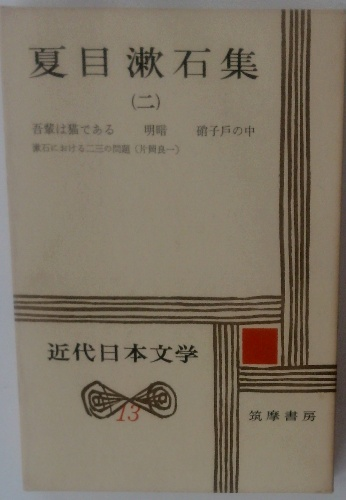 夏目漱石集
(二)
吾輩は猫である　明暗　硝子戶の中
漱石における二三の問題（片岡良一）
近代日本文学
13
筑摩書房